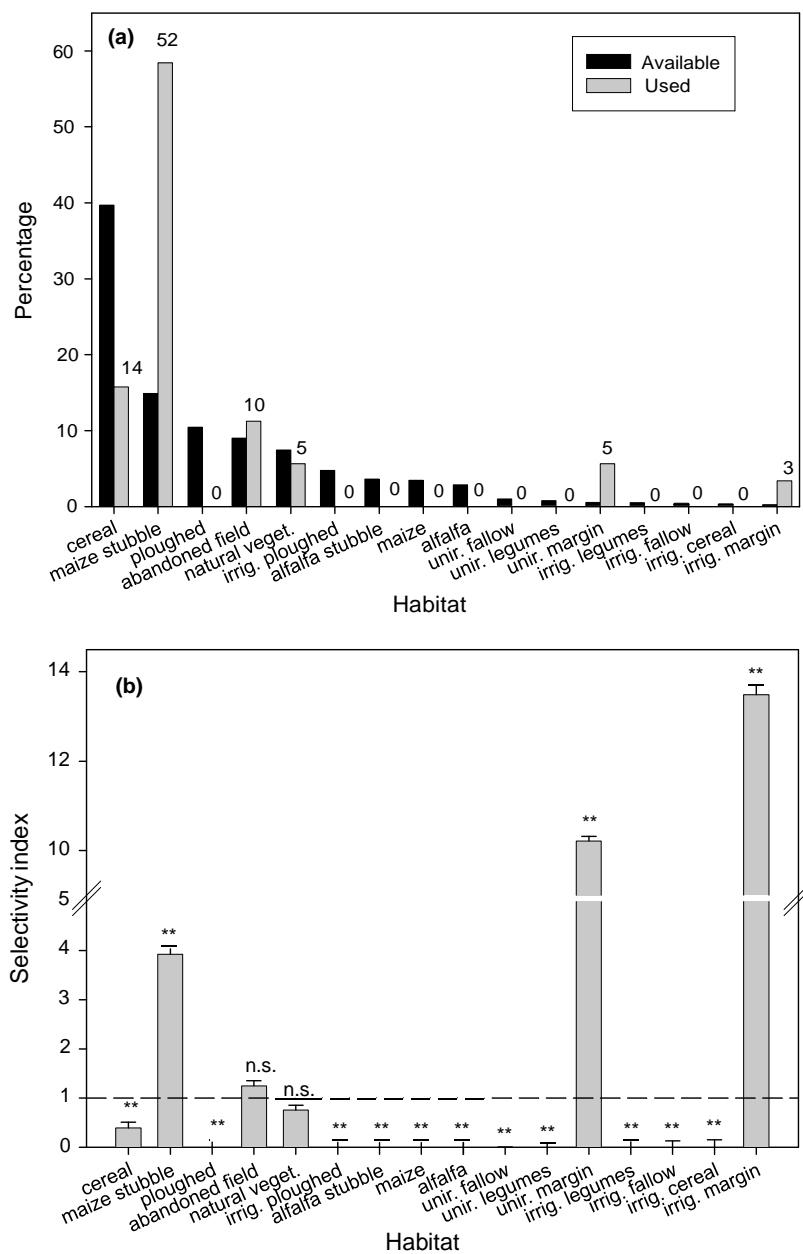 (a)
Available
Used
Percentage
60
50
40
30
20
10
0
14
52
0
10
5
0
0
0
0
0
0
5
0
0
0
3
cereal
maize stubble
ploughed
abandoned field
natural veget.
irrig. ploughed
alfalfa stubble
maize
alfalfa
unir. fallow
unir. legumes
unir. margin
irrig. legumes
irrig. fallow
irrig. cereal
irrig. margin
Habitat
(b)
Selectivity index
14
12
10
5
4
3
2
1
0
**
**
**
n.s.
n.s.
**
**
**
**
**
**
**
**
**
**
**
cereal
maize stubble
ploughed
abandoned field
natural veget.
irrig. ploughed
alfalfa stubble
maize
alfalfa
unir. fallow
unir. legumes
unir. margin
irrig. legumes
irrig. fallow
irrig. cereal
irrig. margin
Habitat